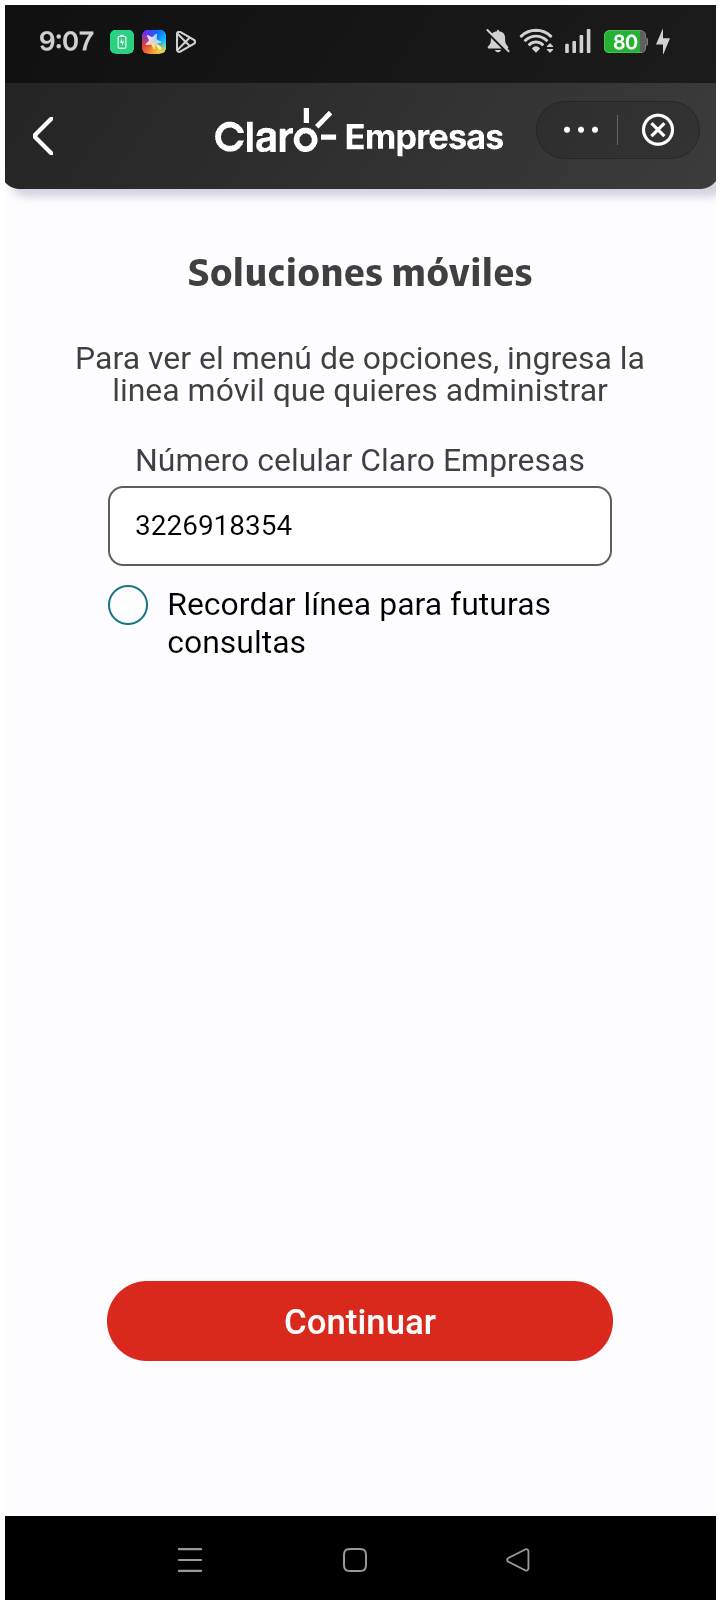 9:07
80
Claro Empresas
Soluciones móviles
Para ver el menú de opciones, ingresa la
linea móvil que quieres administrar
Número celular Claro Empresas
3226918354
Recordar línea para futuras
consultas
Continuar